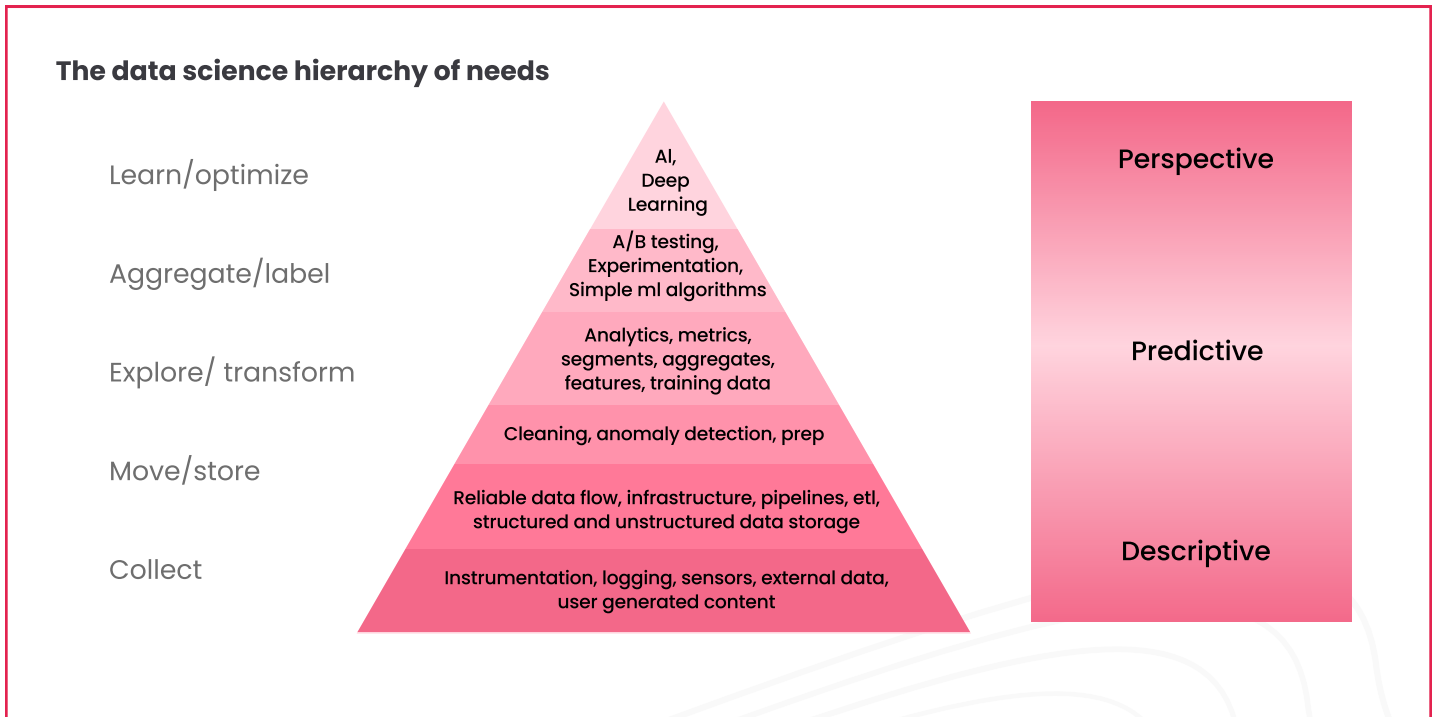 The data science hierarchy of needs
Learn/optimize
Aggregate/label
Explore/ transform
Move/store
Collect
AI,
Deep
Learning
A/B testing,
Experimentation,
Simple ml algorithms
Analytics, metrics,
segments, aggregates,
features, training data
Cleaning, anomaly detection, prep
Reliable data flow, infrastructure, pipelines, etl,
structured and unstructured data storage
Instrumentation, logging, sensors, external data,
user generated content
Perspective
Predictive
Descriptive